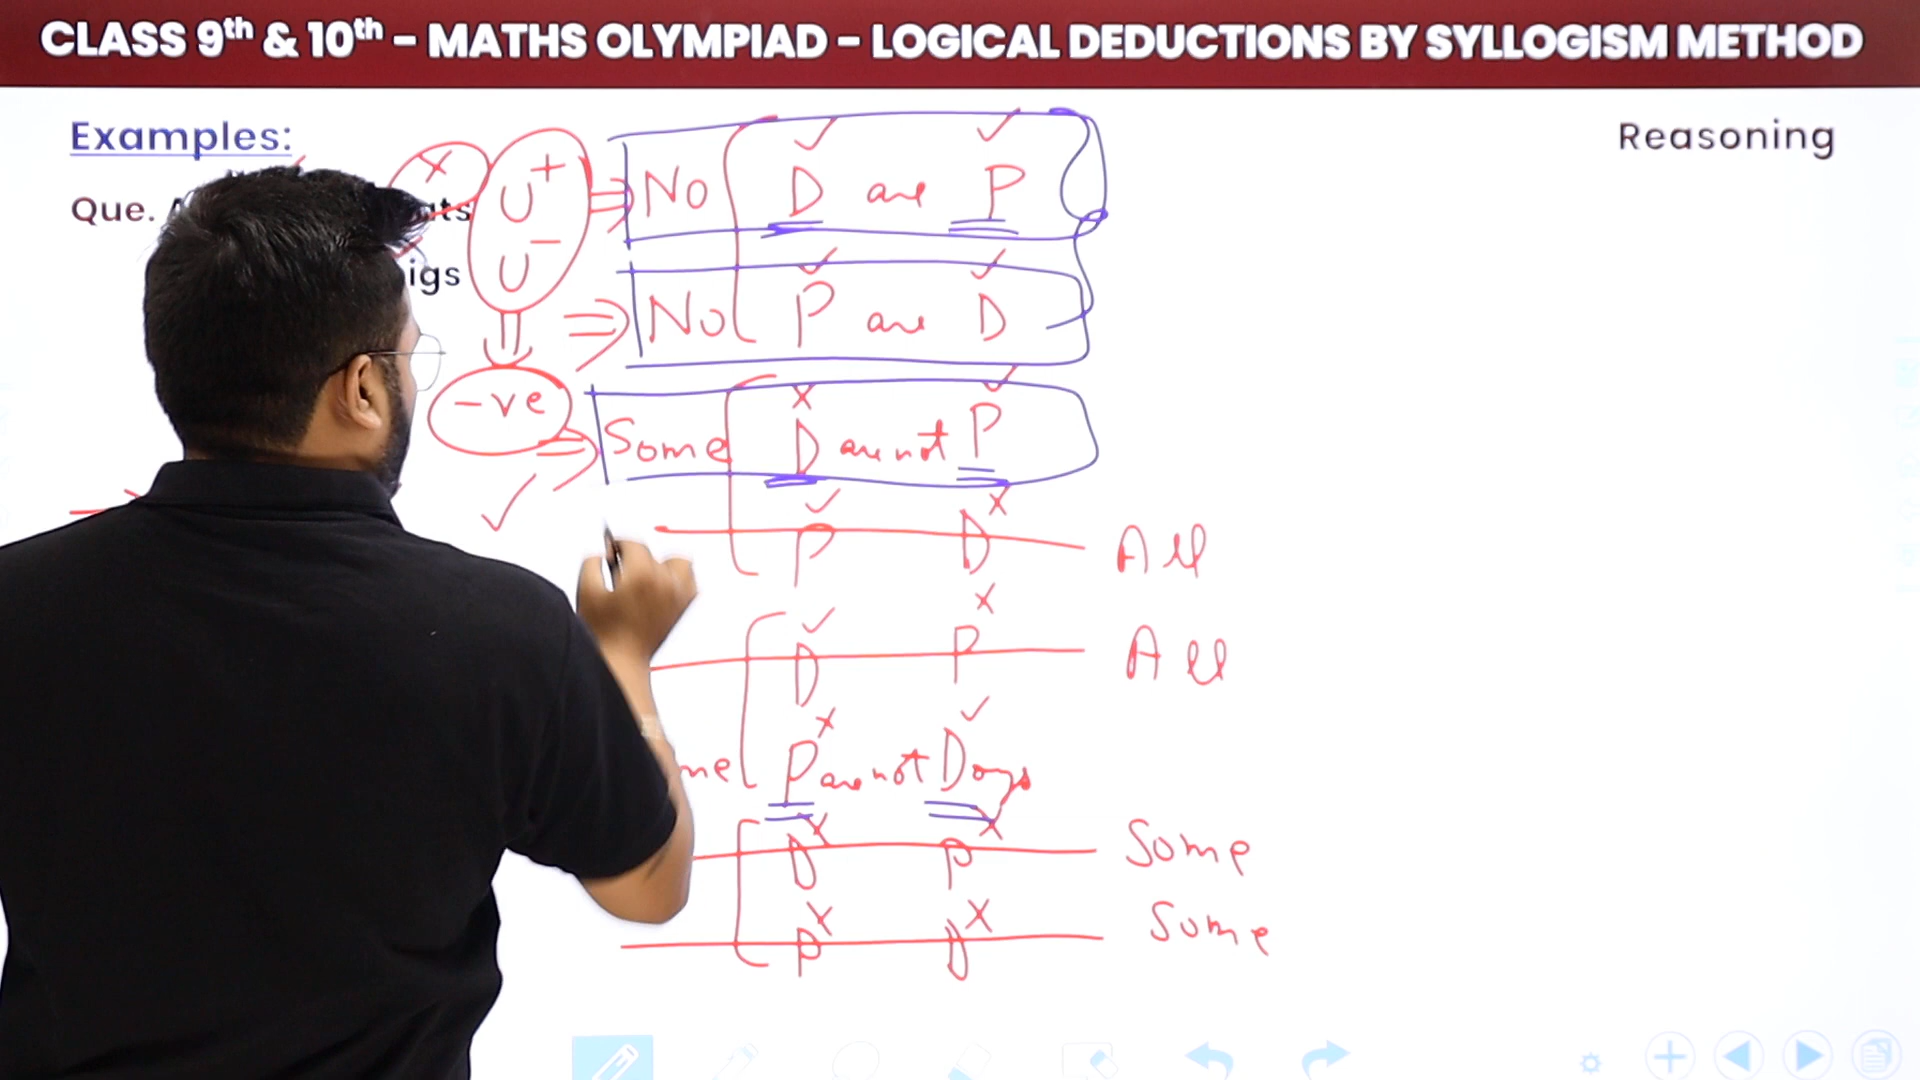 CLASS 9th & 10th – MATHS OLYMPIAD – LOGICAL DEDUCTIONS BY SYLLOGISM METHOD
Examples:
Reasoning
Que.
U+
U−
-ve
No D are P
No P are D
Some D are not P
P D All
D P All
P are not Dogs
D P Some
P D Some